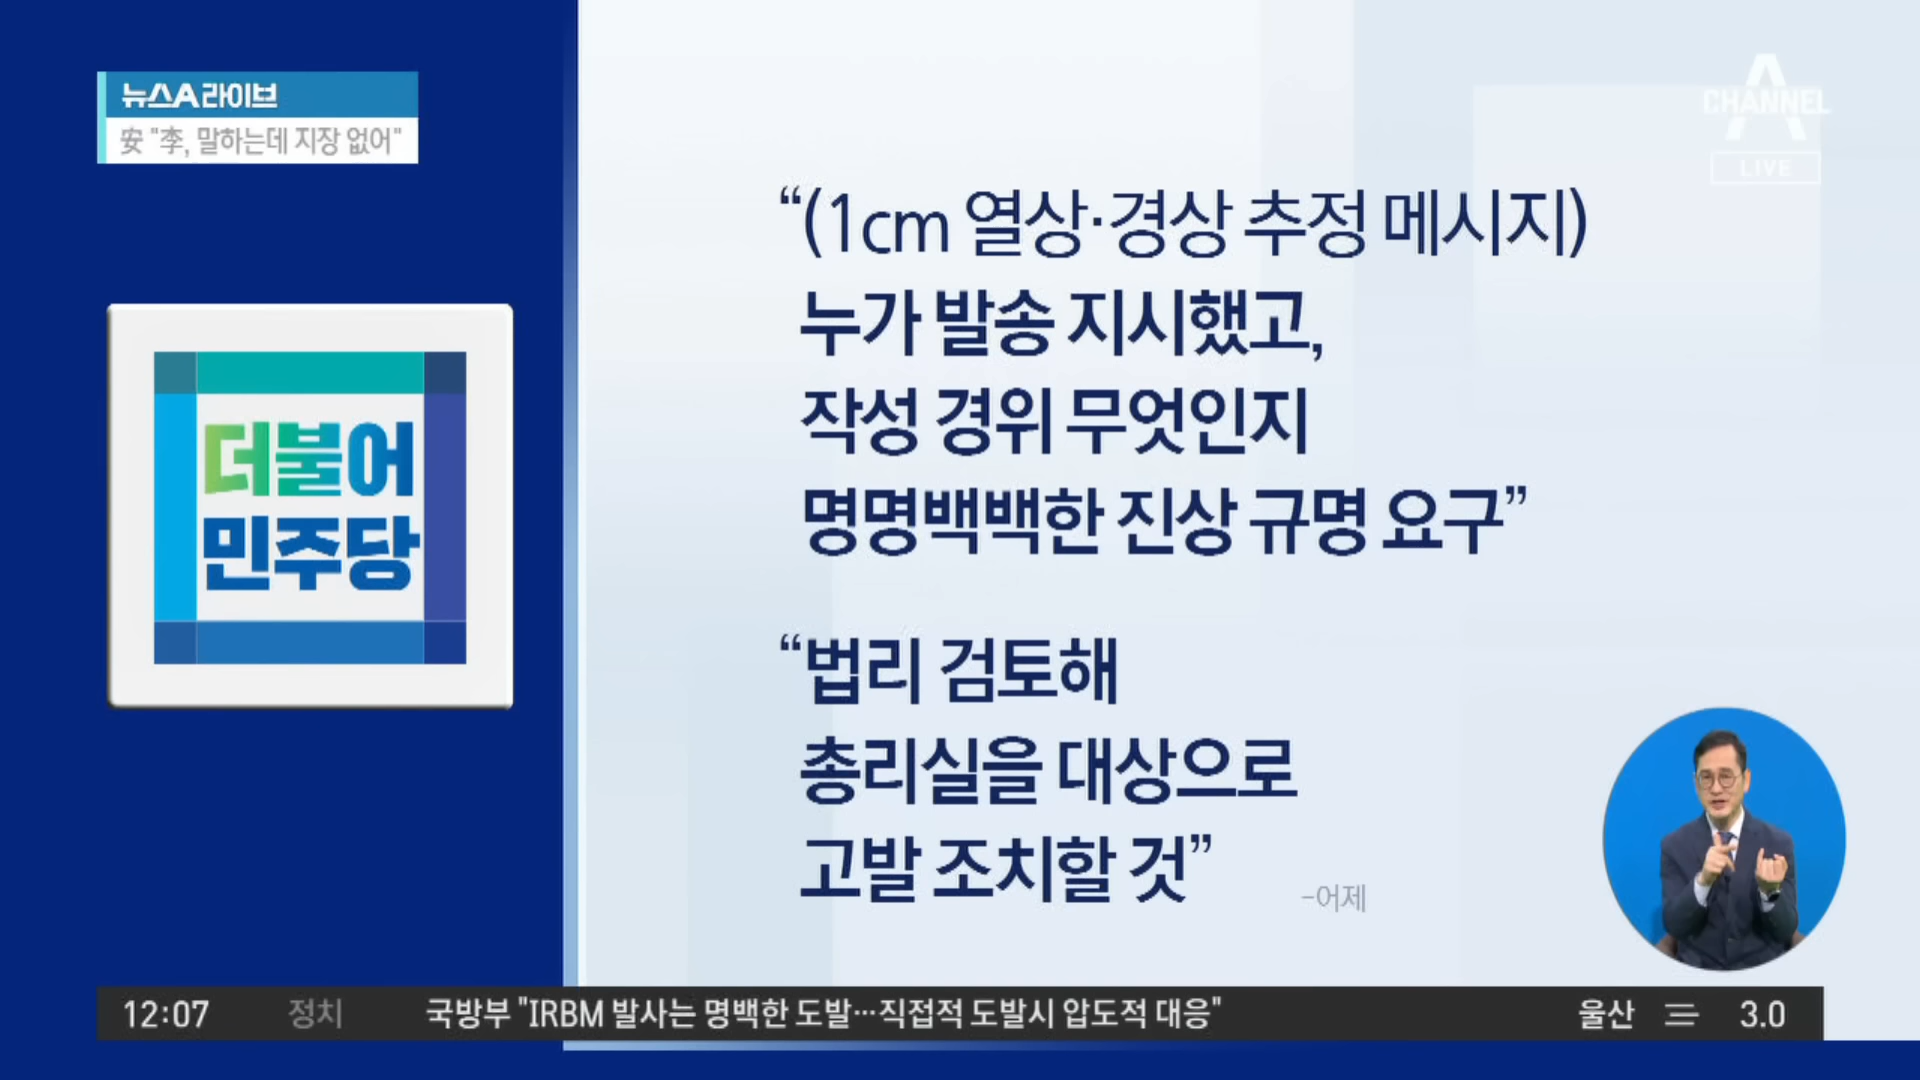 뉴스A 라이브
安 "李, 말하는데 지장 없어"
CHANNEL A
LIVE
“(1cm 열상·경상 추정 메시지)
누가 발송 지시했고,
작성 경위 무엇인지
명명백백한 진상 규명 요구”
더불어
민주당
“법리 검토해
총리실을 대상으로
고발 조치할 것”
-어제
12:07 정치 국방부 "IRBM 발사는 명백한 도발…직접적 도발시 압도적 대응" 울산 3.0